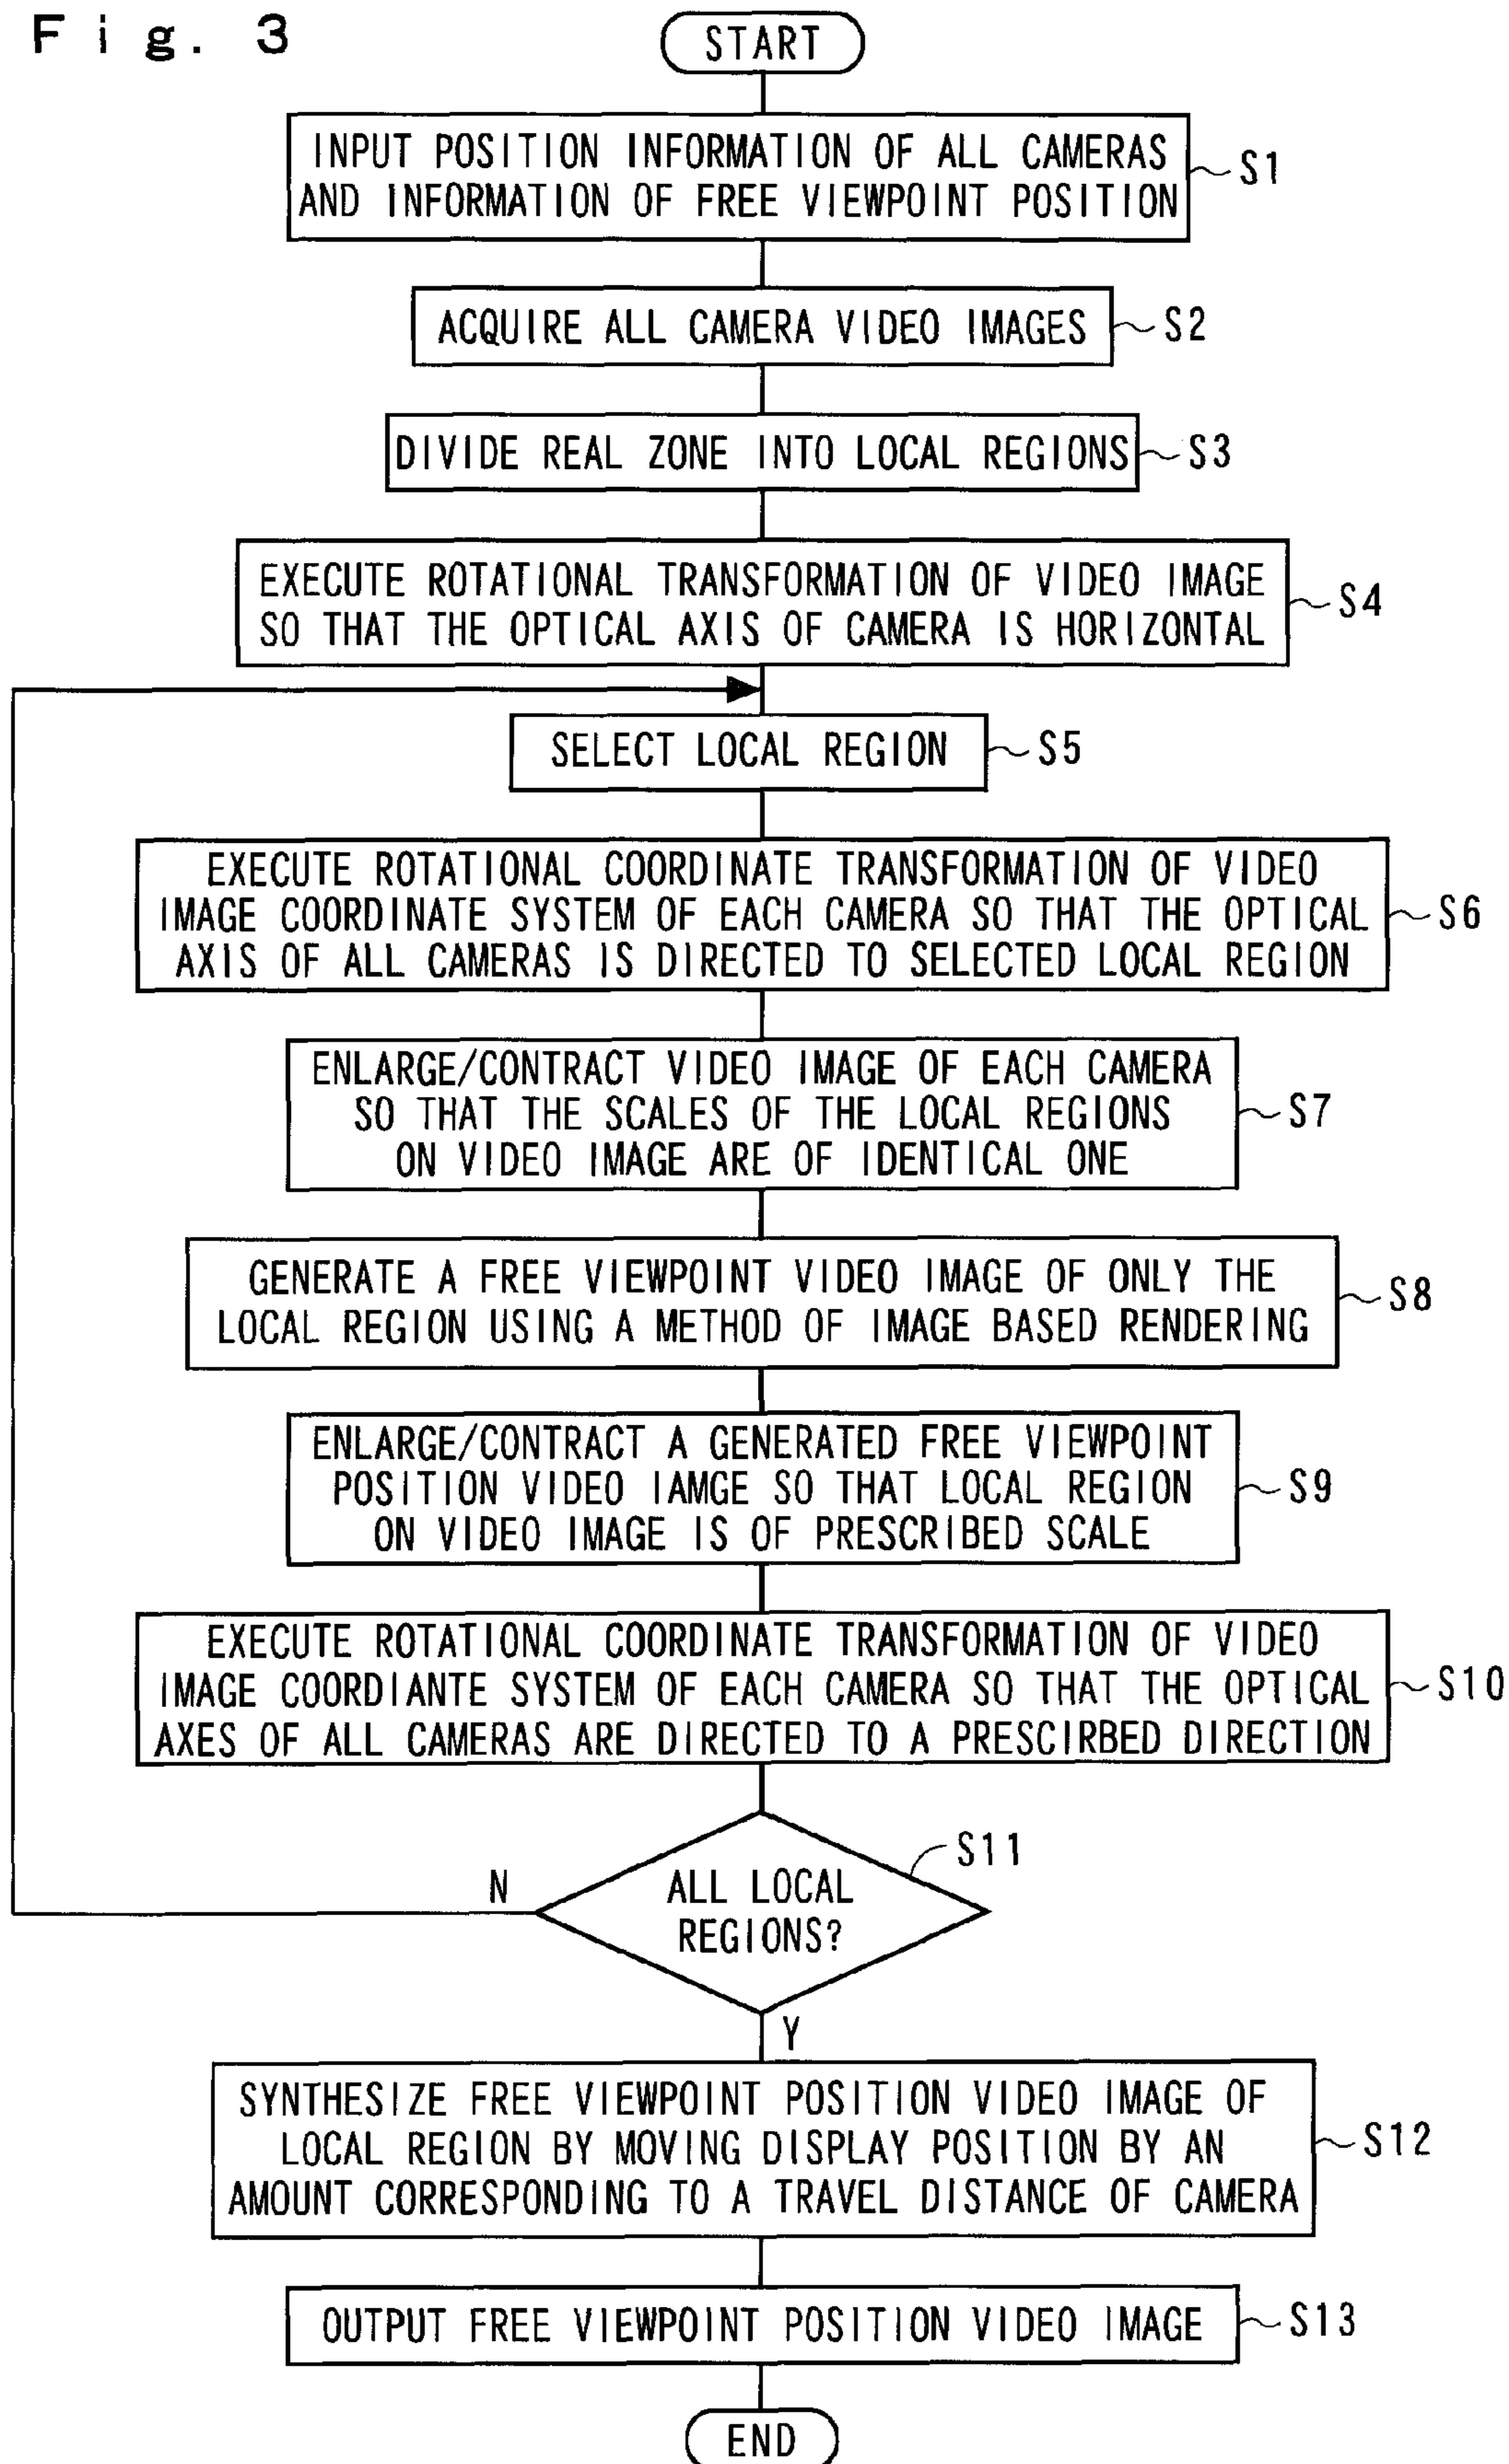 Fig. 3
START
INPUT POSITION INFORMATION OF ALL CAMERAS
AND INFORMATION OF FREE VIEWPOINT POSITION
S1
ACQUIRE ALL CAMERA VIDEO IMAGES
S2
DIVIDE REAL ZONE INTO LOCAL REGIONS
S3
EXECUTE ROTATIONAL TRANSFORMATION OF VIDEO IMAGE
SO THAT THE OPTICAL AXIS OF CAMERA IS HORIZONTAL
S4
SELECT LOCAL REGION
S5
EXECUTE ROTATIONAL COORDINATE TRANSFORMATION OF VIDEO
IMAGE COORDINATE SYSTEM OF EACH CAMERA SO THAT THE OPTICAL
AXIS OF ALL CAMERAS IS DIRECTED TO SELECTED LOCAL REGION
S6
ENLARGE/CONTRACT VIDEO IMAGE OF EACH CAMERA
SO THAT THE SCALES OF THE LOCAL REGIONS
ON VIDEO IMAGE ARE OF IDENTICAL ONE
S7
GENERATE A FREE VIEWPOINT VIDEO IMAGE OF ONLY THE
LOCAL REGION USING A METHOD OF IMAGE BASED RENDERING
S8
ENLARGE/CONTRACT A GENERATED FREE VIEWPOINT
POSITION VIDEO IAMGE SO THAT LOCAL REGION
ON VIDEO IMAGE IS OF PRESCRIBED SCALE
S9
EXECUTE ROTATIONAL COORDINATE TRANSFORMATION OF VIDEO
IMAGE COORDIANTE SYSTEM OF EACH CAMERA SO THAT THE OPTICAL
AXES OF ALL CAMERAS ARE DIRECTED TO A PRESCIRBED DIRECTION
S10
S11
N
ALL LOCAL
REGIONS?
Y
SYNTHESIZE FREE VIEWPOINT POSITION VIDEO IMAGE OF
LOCAL REGION BY MOVING DISPLAY POSITION BY AN
AMOUNT CORRESPONDING TO A TRAVEL DISTANCE OF CAMERA
S12
OUTPUT FREE VIEWPOINT POSITION VIDEO IMAGE
S13
END